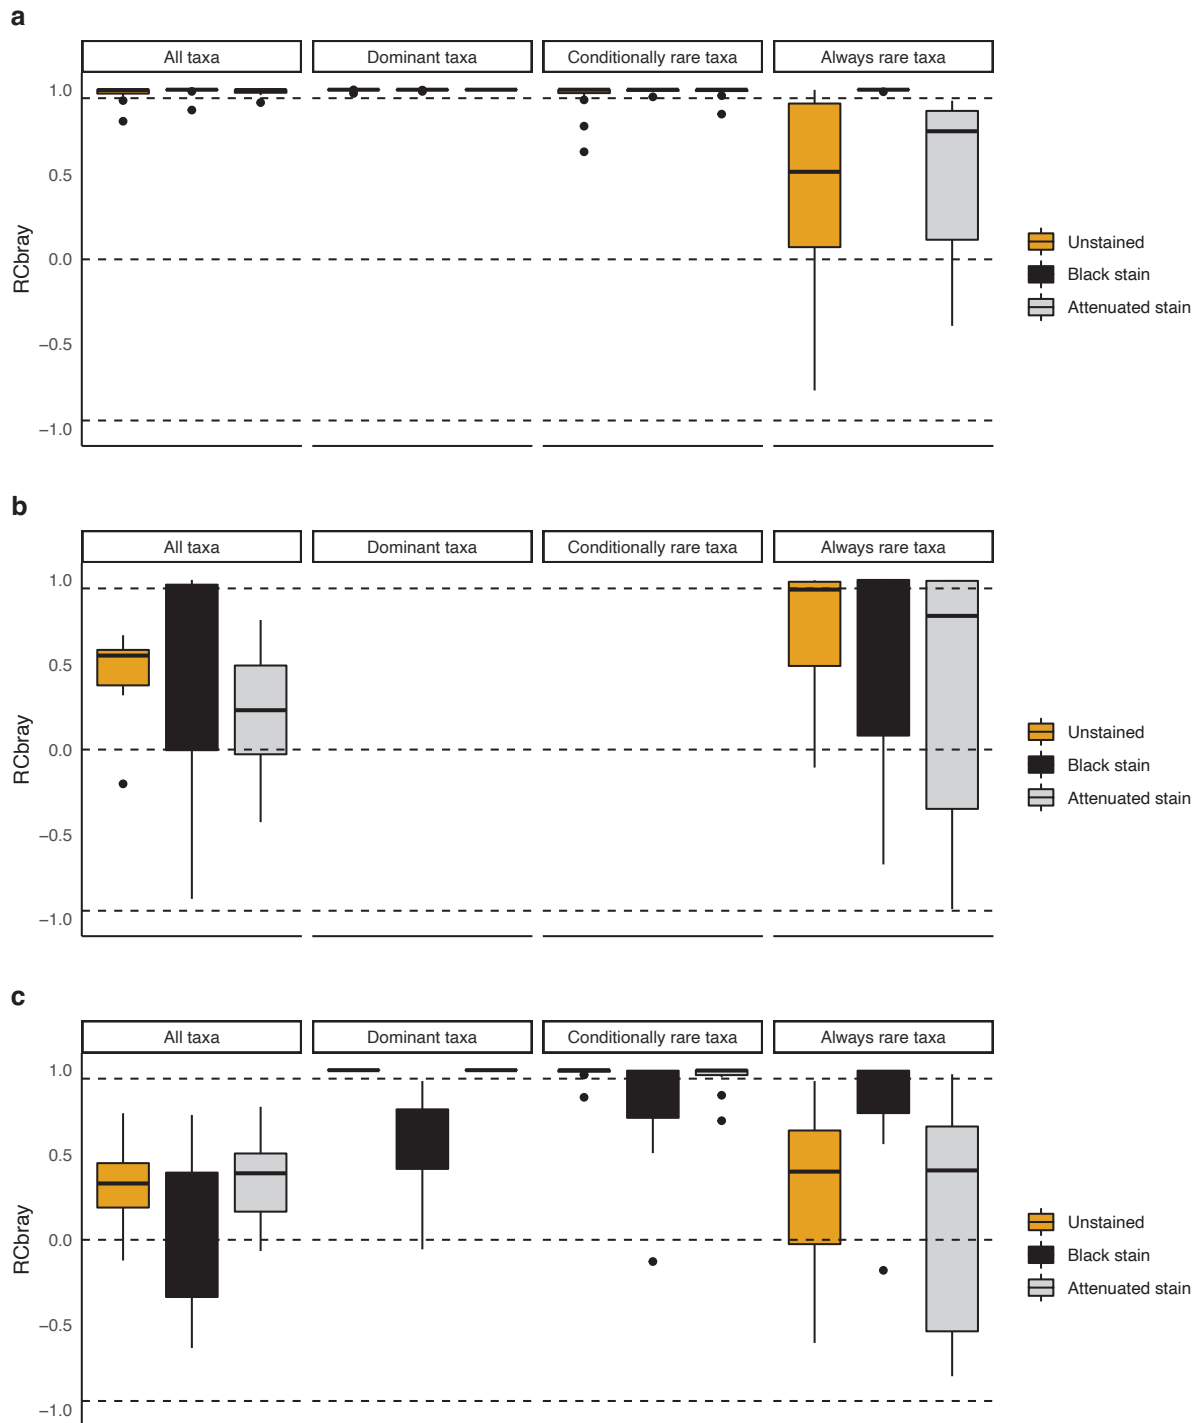 a
All taxa
Dominant taxa
Conditionally rare taxa
Always rare taxa
1.0
0.5
0.0
−0.5
−1.0
RCbray
Unstained
Black stain
Attenuated stain
b
All taxa
Dominant taxa
Conditionally rare taxa
Always rare taxa
1.0
0.5
0.0
−0.5
−1.0
RCbray
Unstained
Black stain
Attenuated stain
c
All taxa
Dominant taxa
Conditionally rare taxa
Always rare taxa
1.0
0.5
0.0
−0.5
−1.0
RCbray
Unstained
Black stain
Attenuated stain